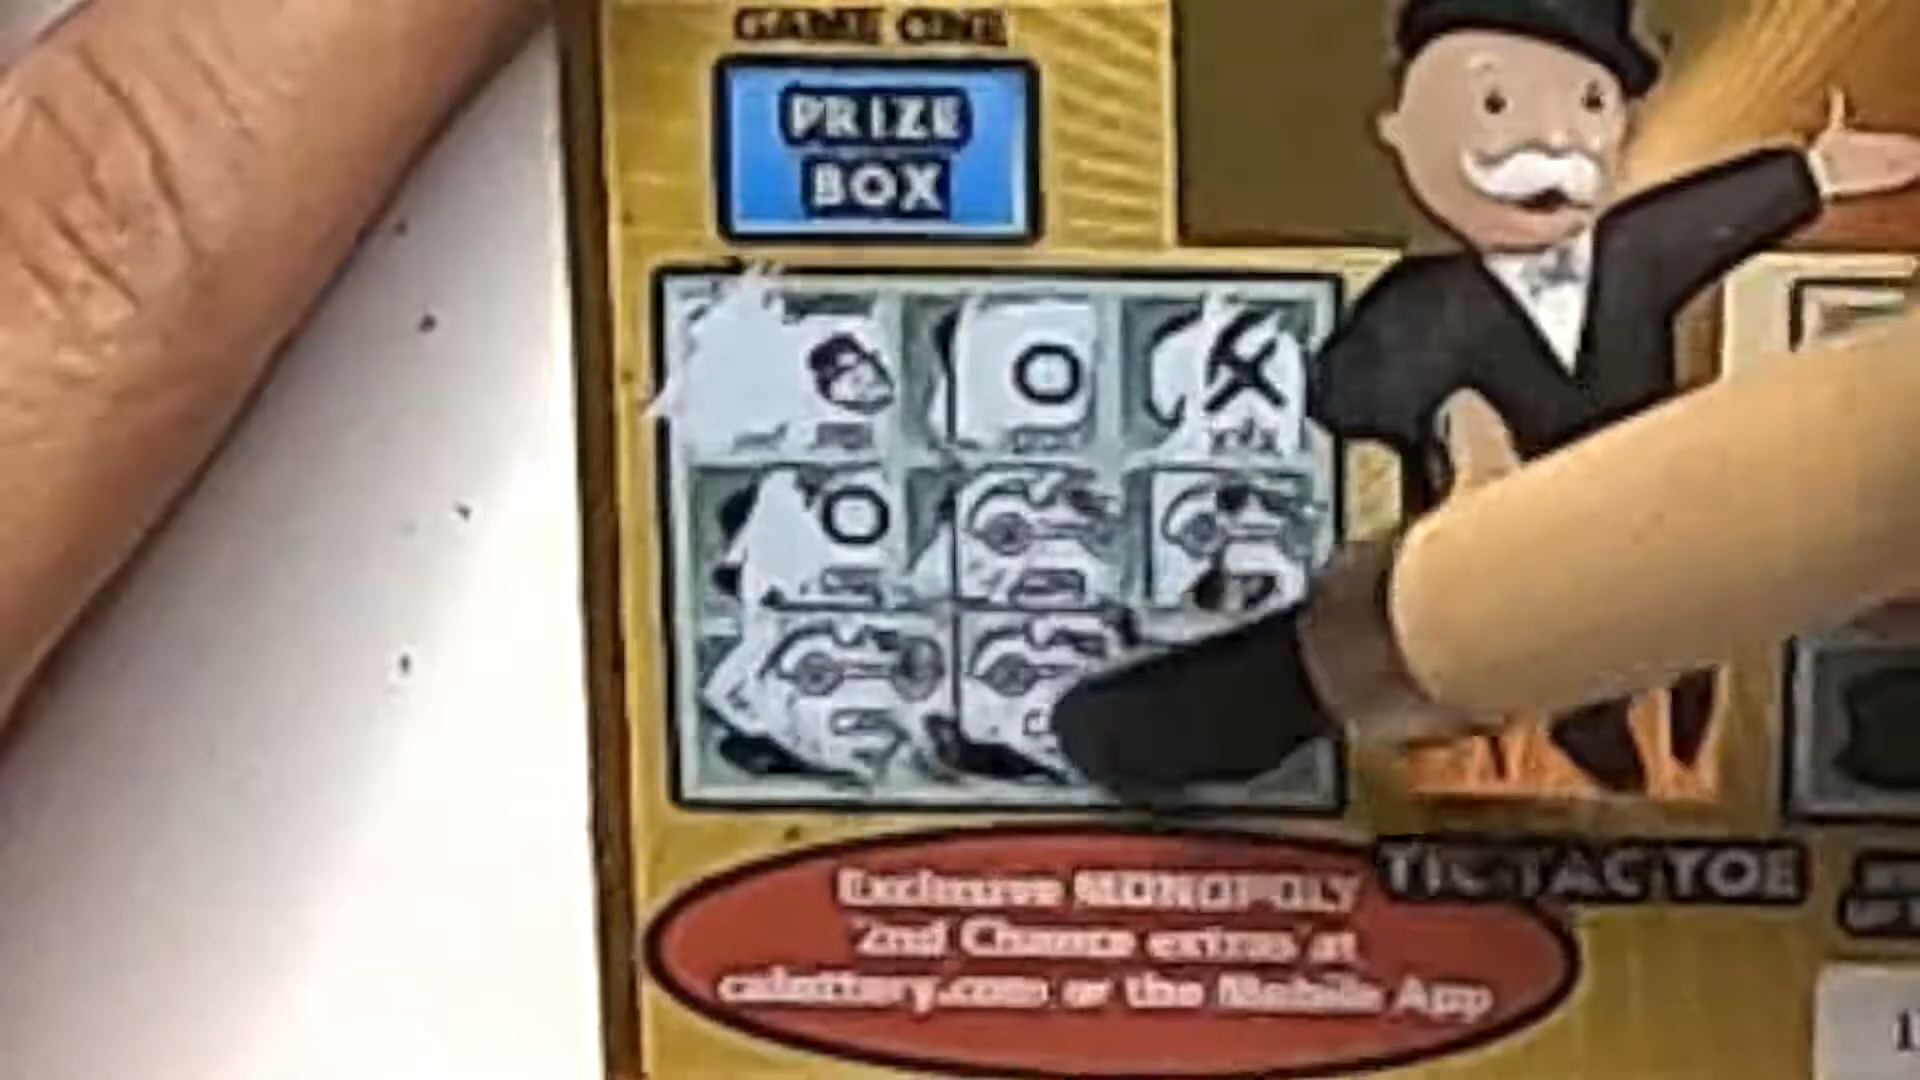 GAME ONE
PRIZE
BOX
O
X
O
Exclusive MONOPOLY
2nd Chance extras at
calottery.com or the Mobile App
TIC TAC TOE